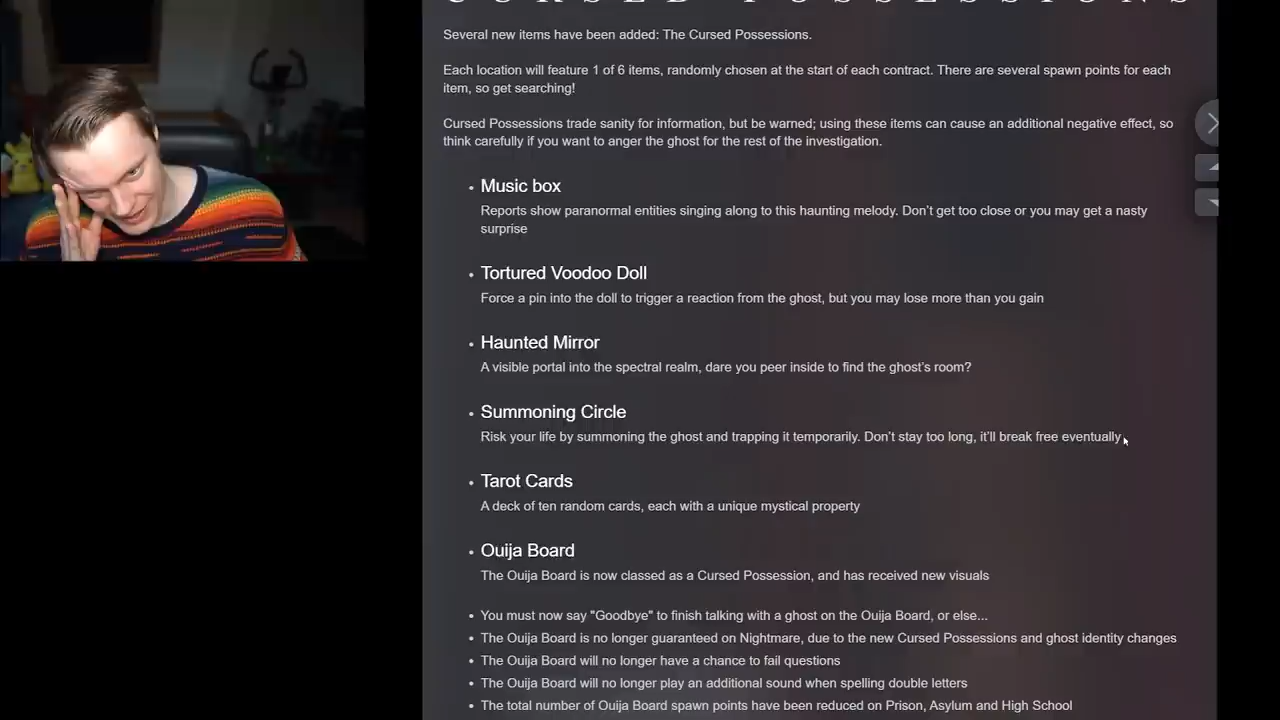 CURSED POSSESSIONS
Several new items have been added: The Cursed Possessions.
Each location will feature 1 of 6 items, randomly chosen at the start of each contract. There are several spawn points for each
item, so get searching!
Cursed Possessions trade sanity for information, but be warned; using these items can cause an additional negative effect, so
think carefully if you want to anger the ghost for the rest of the investigation.
• Music box
Reports show paranormal entities singing along to this haunting melody. Don't get too close or you may get a nasty
surprise
• Tortured Voodoo Doll
Force a pin into the doll to trigger a reaction from the ghost, but you may lose more than you gain
• Haunted Mirror
A visible portal into the spectral realm, dare you peer inside to find the ghost's room?
• Summoning Circle
Risk your life by summoning the ghost and trapping it temporarily. Don't stay too long, it'll break free eventually
• Tarot Cards
A deck of ten random cards, each with a unique mystical property
• Ouija Board
The Ouija Board is now classed as a Cursed Possession, and has received new visuals
• You must now say "Goodbye" to finish talking with a ghost on the Ouija Board, or else...
• The Ouija Board is no longer guaranteed on Nightmare, due to the new Cursed Possessions and ghost identity changes
• The Ouija Board will no longer have a chance to fail questions
• The Ouija Board will no longer play an additional sound when spelling double letters
• The total number of Ouija Board spawn points have been reduced on Prison, Asylum and High School